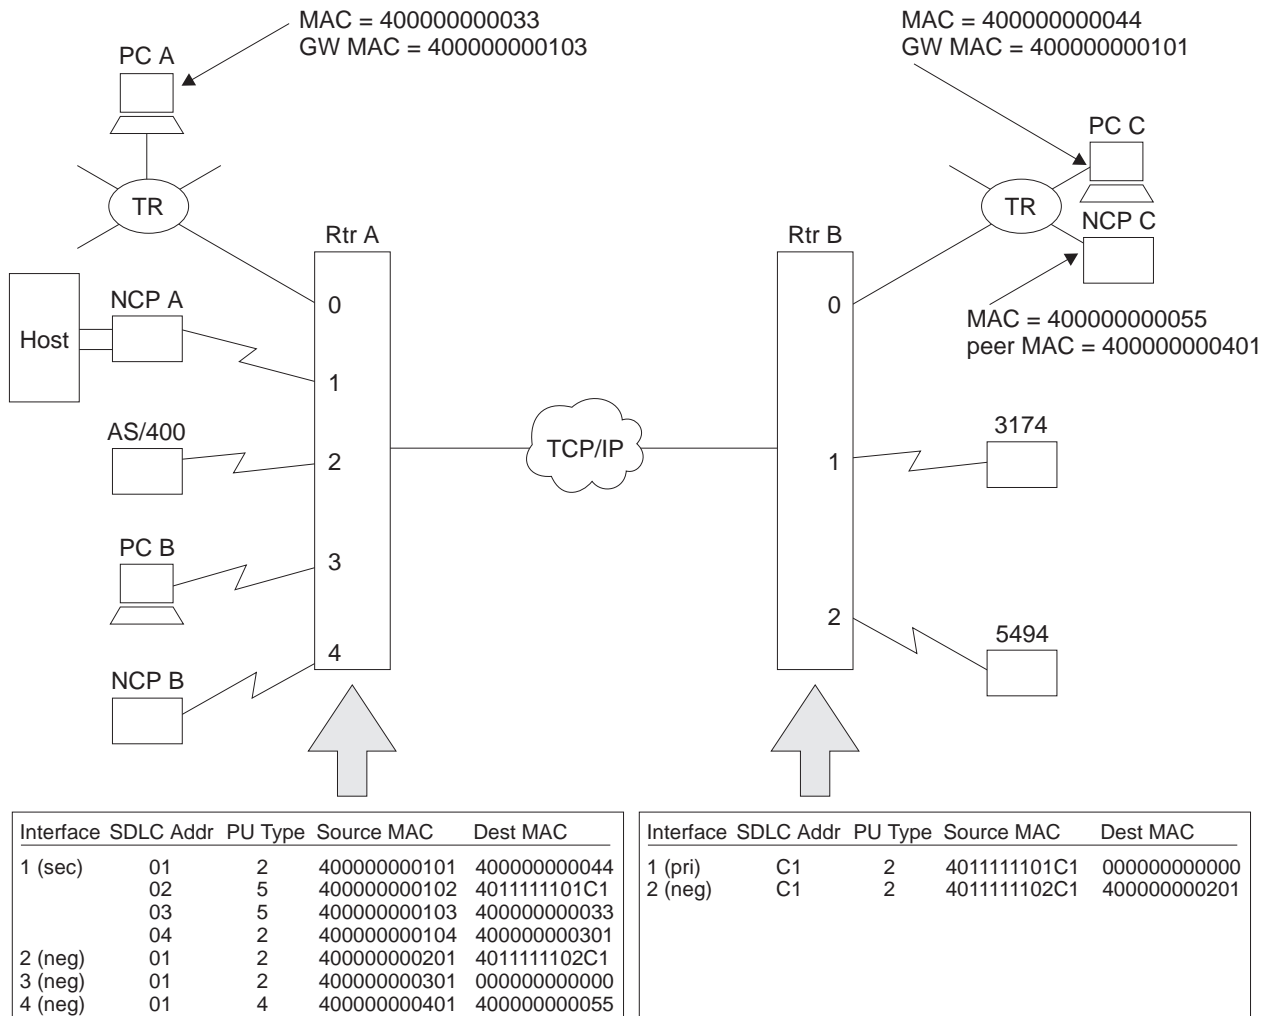 MAC = 400000000033
GW MAC = 400000000103
MAC = 400000000044
GW MAC = 400000000101
PC A
PC C
TR
TR
NCP C
Rtr A
Rtr B
Host
NCP A
0
0
MAC = 400000000055
peer MAC = 400000000401
1
AS/400
2
TCP/IP
1
3174
PC B
3
2
5494
4
NCP B
Interface SDLC Addr PU Type Source MAC Dest MAC
1 (sec) 01 2 400000000101 400000000044
02 5 400000000102 4011111101C1
03 5 400000000103 400000000033
04 2 400000000104 400000000301
2 (neg) 01 2 400000000201 4011111102C1
3 (neg) 01 2 400000000301 000000000000
4 (neg) 01 4 400000000401 400000000055
Interface SDLC Addr PU Type Source MAC Dest MAC
1 (pri) C1 2 4011111101C1 000000000000
2 (neg) C1 2 4011111102C1 400000000201